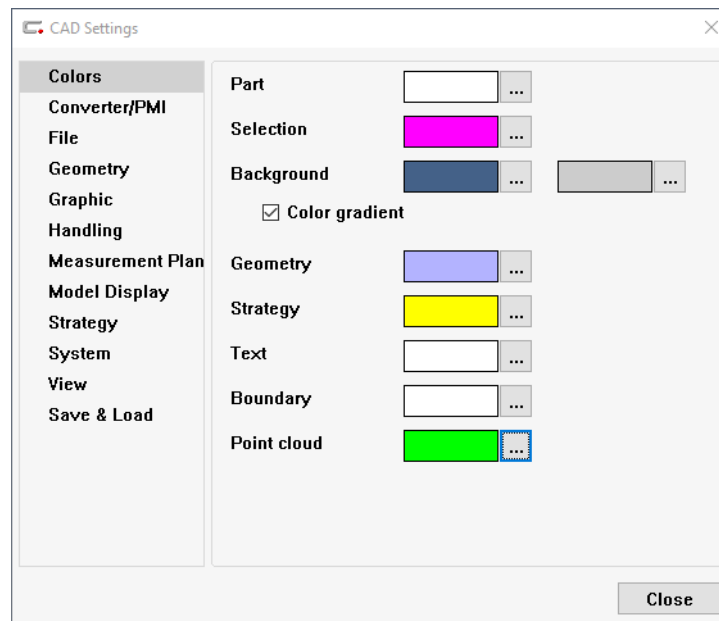 CAD Settings
Colors
Converter/PMI
File
Geometry
Graphic
Handling
Measurement Plan
Model Display
Strategy
System
View
Save & Load
Part
...
Selection
...
Background
...
...
Color gradient
Geometry
...
Strategy
...
Text
...
Boundary
...
Point cloud
...
Close